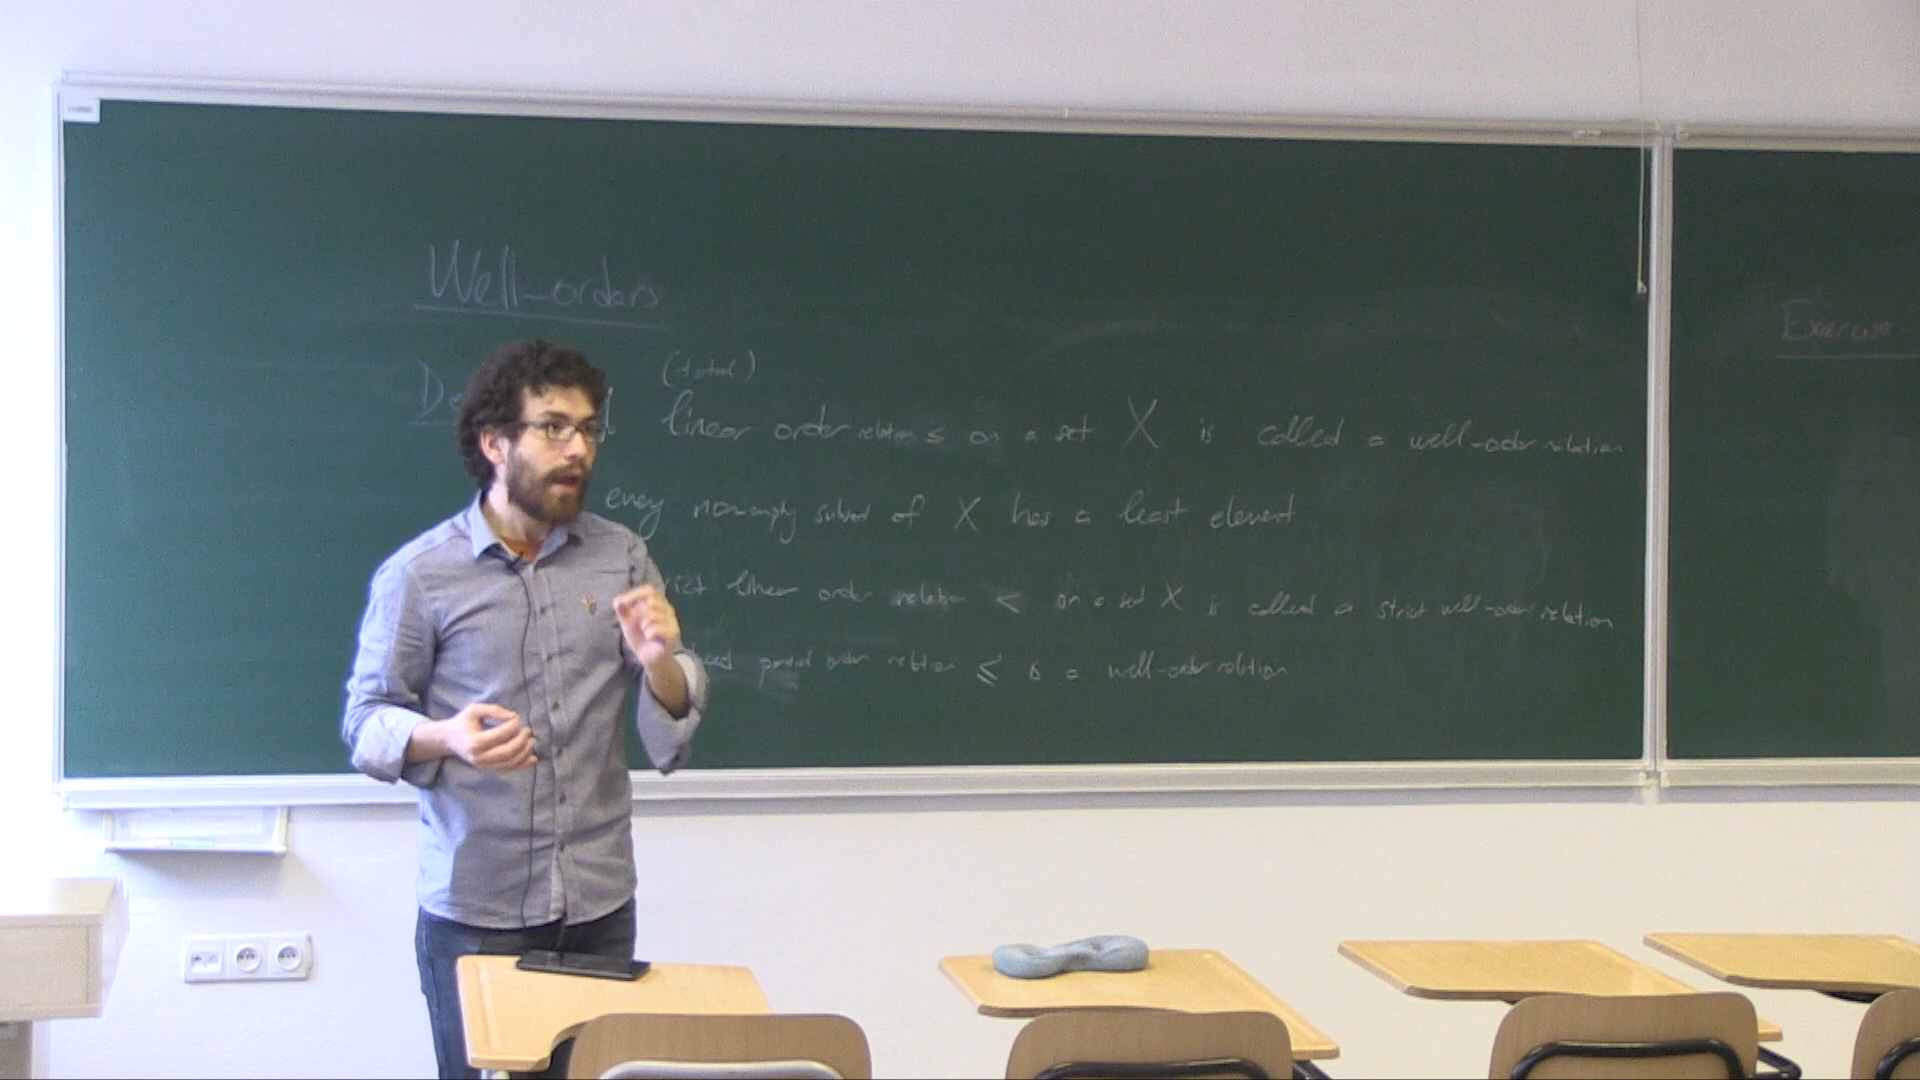 Well-orders
(total)
linear order relation ≤ on a set X is called a well-order relation
every non-empty subset of X has a least element
linear order relation < on a set X is called a strict well-order relation
partial order relation ≤ is a well-order relation
Exercise